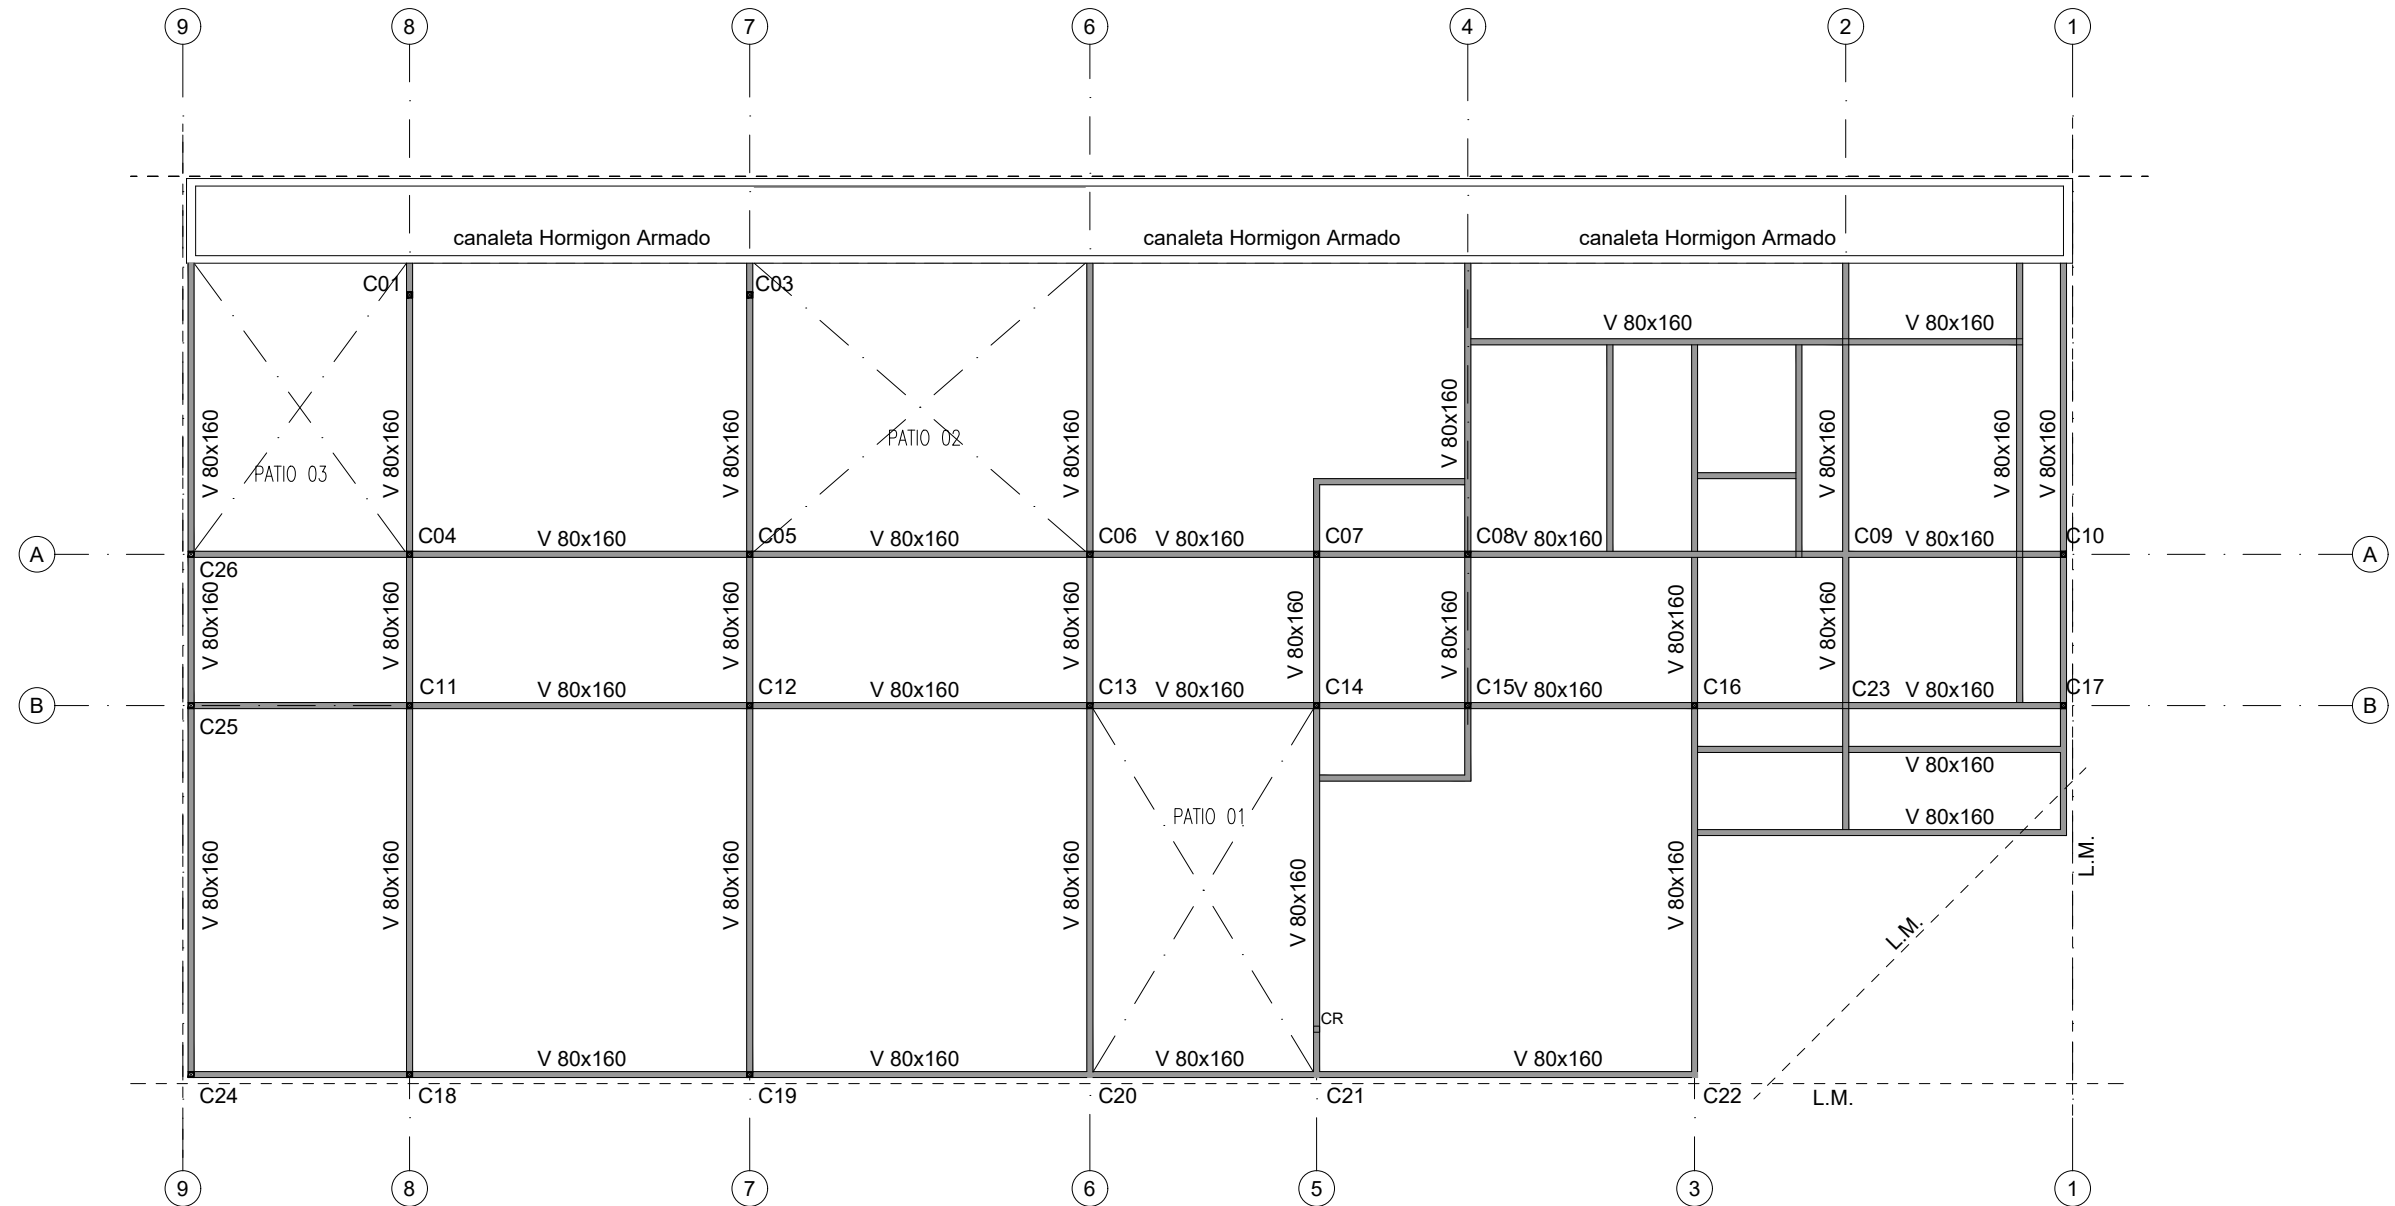 9
8
7
6
4
2
1
canaleta Hormigon Armado
canaleta Hormigon Armado
canaleta Hormigon Armado
C01
C03
V 80x160
V 80x160
V 80x160
V 80x160
V 80x160
V 80x160
V 80x160
V 80x160
V 80x160
V 80x160
PATIO 03
PATIO 02
A
C26
C04
V 80x160
C05
V 80x160
C06
V 80x160
C07
C08
V 80x160
C09
V 80x160
C10
A
V 80x160
V 80x160
V 80x160
V 80x160
V 80x160
V 80x160
V 80x160
V 80x160
B
C25
C11
V 80x160
C12
V 80x160
C13
V 80x160
C14
C15
V 80x160
C16
C23
V 80x160
C17
B
V 80x160
V 80x160
PATIO 01
V 80x160
V 80x160
V 80x160
V 80x160
V 80x160
V 80x160
L.M.
L.M.
CR
V 80x160
V 80x160
V 80x160
V 80x160
C24
C18
C19
C20
C21
C22
L.M.
9
8
7
6
5
3
1